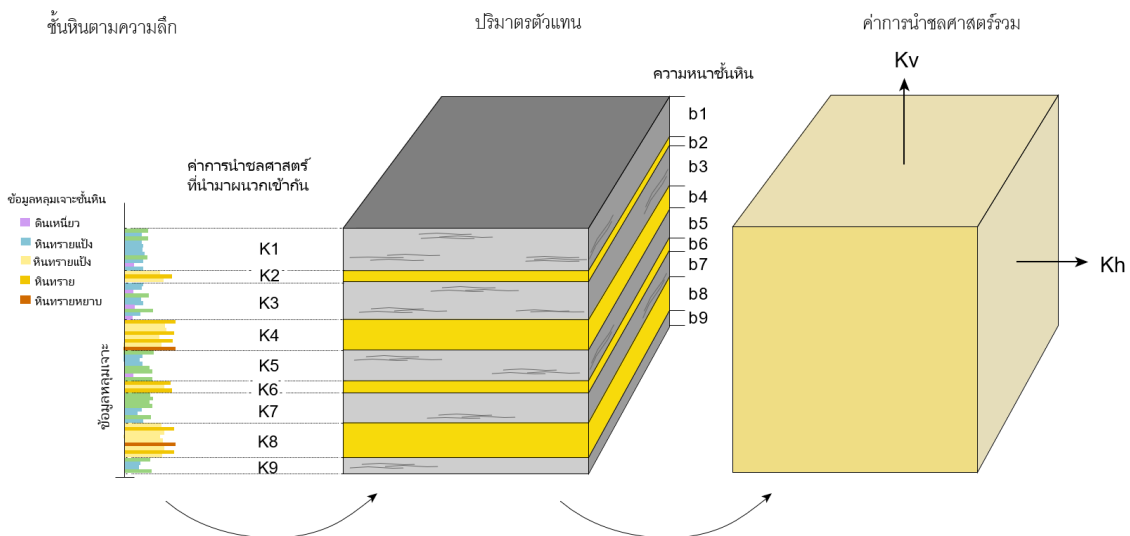 ชั้นหินตามความลึก
ปริมาตรตัวแทน
ค่าการนำชลศาสตร์รวม
ความหนาชั้นหิน
ค่าการนำชลศาสตร์
ที่นำมาผนวกเข้ากัน
ข้อมูลหลุมเจาะชั้นหิน
ดินเหนียว
หินทรายแป้ง
หินทรายแป้ง
หินทราย
หินทรายหยาบ
ข้อมูลหลุมเจาะ
K1
K2
K3
K4
K5
K6
K7
K8
K9
b1
b2
b3
b4
b5
b6
b7
b8
b9
Kv
Kh